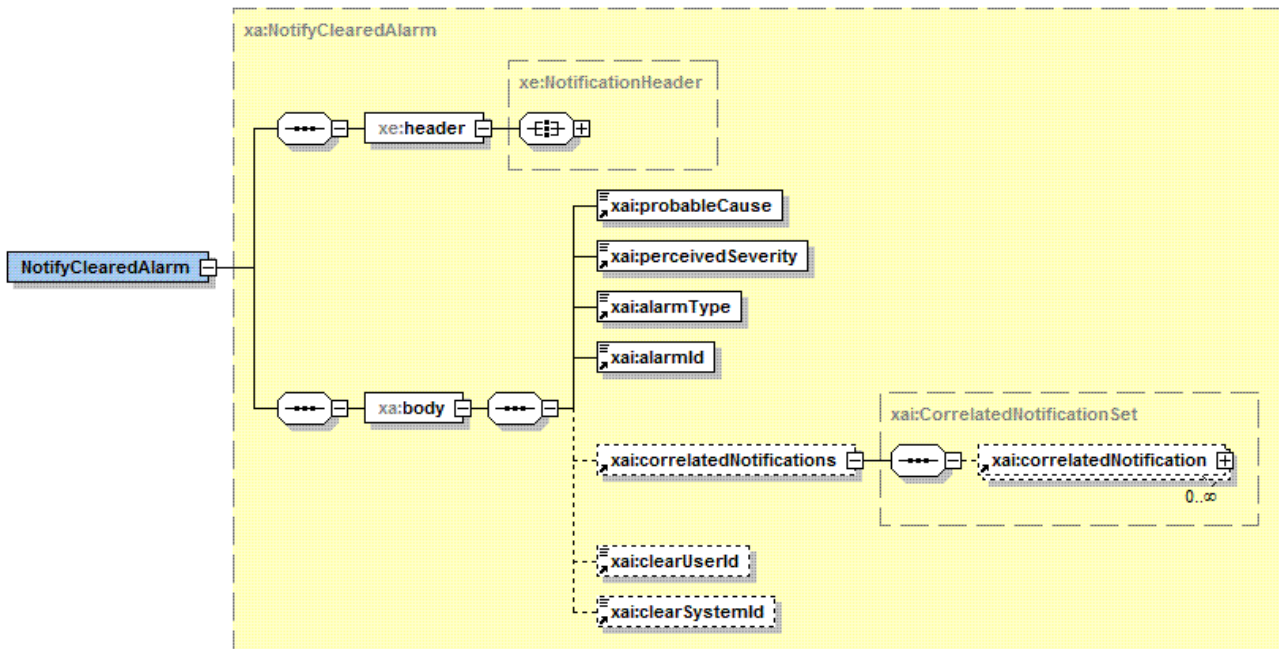 xa:NotifyClearedAlarm
xe:NotificationHeader
xe:header
xai:probableCause
xai:perceivedSeverity
NotifyClearedAlarm
xai:alarmType
xai:alarmId
xa:body
xai:CorrelatedNotificationSet
xai:correlatedNotifications
xai:correlatedNotification
0..∞
xai:clearUserId
xai:clearSystemId